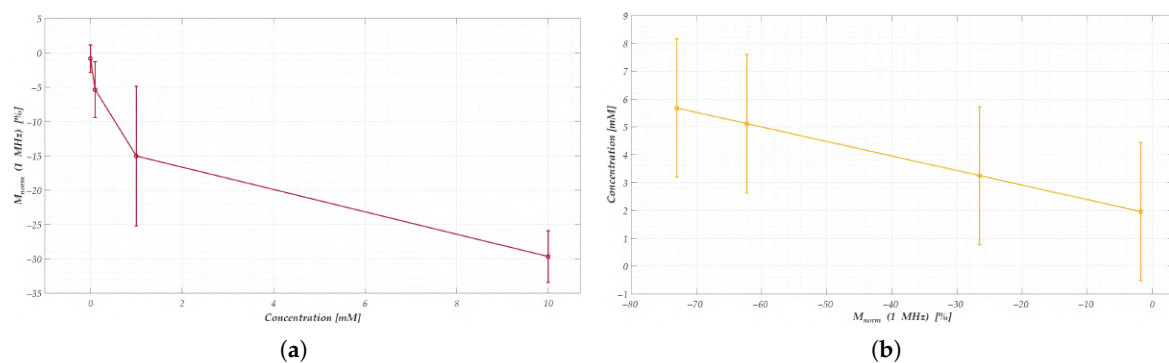 5
0
−5
−10
−15
−20
−25
−30
−35
M_norm (1 MHz) [%]
0 2 4 6 8 10
Concentration [mM]
(a)
9
8
7
6
5
4
3
2
1
0
−1
Concentration [mM]
−80 −70 −60 −50 −40 −30 −20 −10 0
M_norm (1 MHz) [%]
(b)